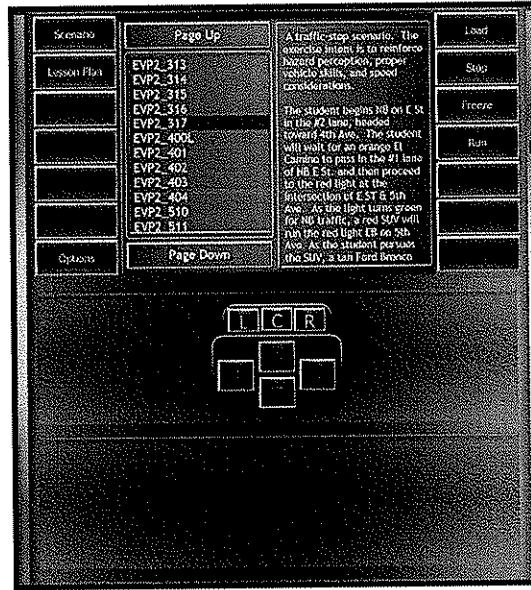 Scenario
Lesson Plan
Options
Page Up
EVP2_313
EVP2_314
EVP2_315
EVP2_316
EVP2_317
EVP2_400L
EVP2_401
EVP2_402
EVP2_403
EVP2_404
EVP2_510
EVP2_511
Page Down
A traffic-stop scenario. The
exercise intent is to reinforce
hazard perception, proper
vehicle skills, and speed
considerations.
The student begins NB on E St
in the #2 lane, headed
toward 4th Ave. The student
will wait for an orange El
Camino to pass in the #1 lane
of NB E St. and then proceed
to the red light at the
intersection of E ST & 5th
Ave. As the light turns green
for NB traffic, a red SUV will
run the red light EB on 5th
Ave. As the student pursues
the SUV, a tan Ford Bronco
Load
Stop
Freeze
Run
L C R